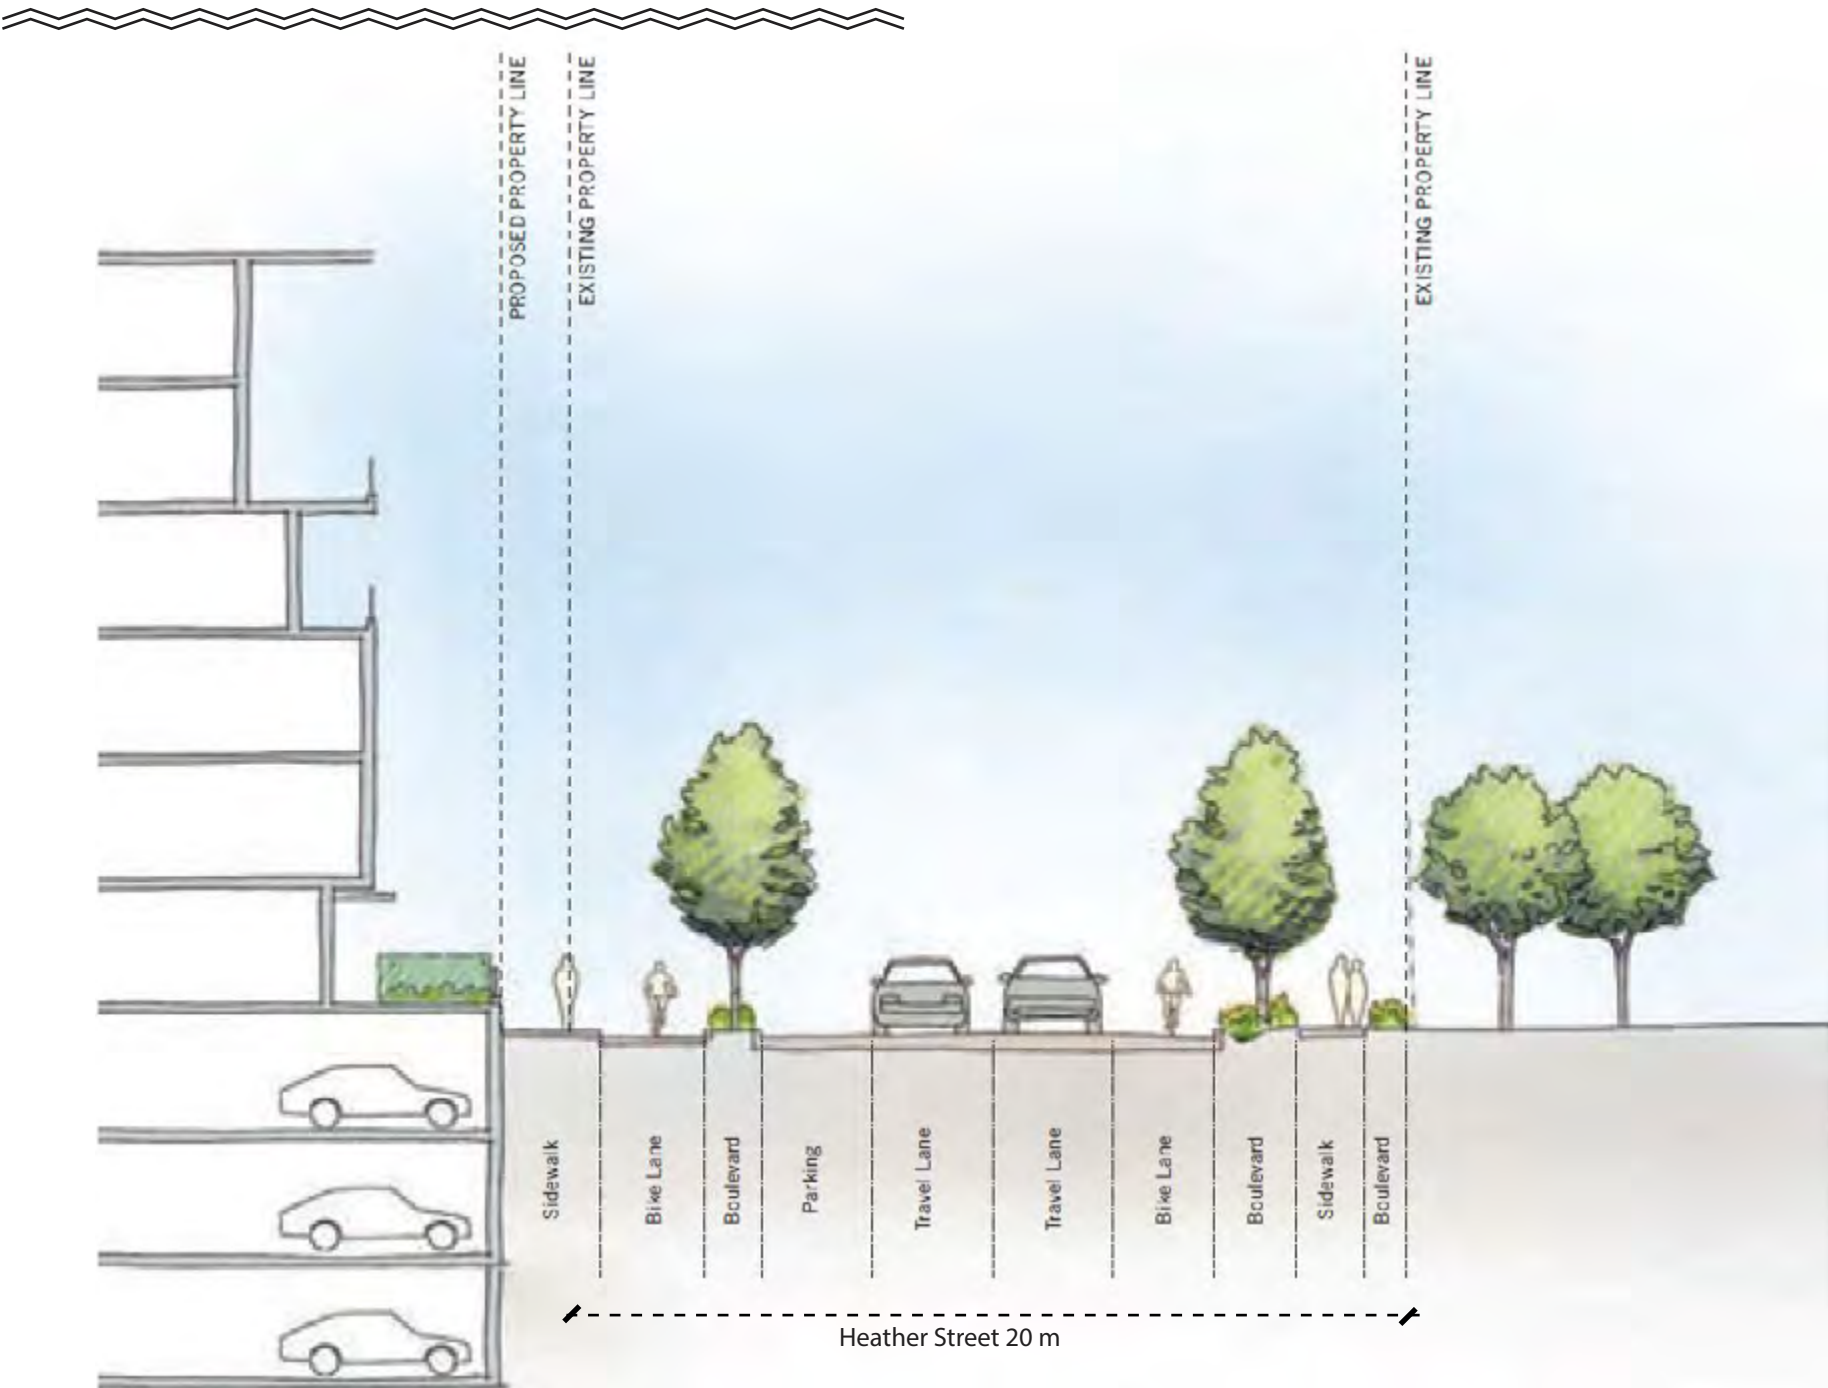 PROPOSED PROPERTY LINE
EXISTING PROPERTY LINE
EXISTING PROPERTY LINE
Sidewalk
Bike Lane
Boulevard
Parking
Travel Lane
Travel Lane
Bike Lane
Boulevard
Sidewalk
Boulevard
Heather Street 20 m